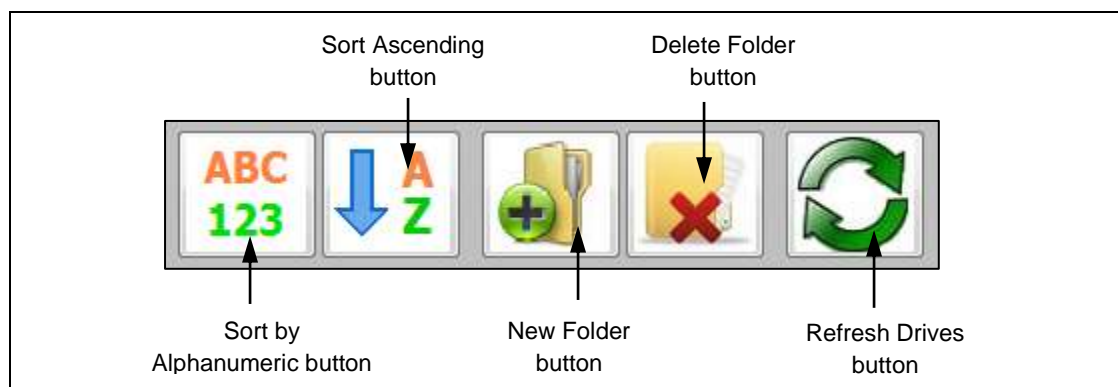 Sort Ascending
button
Delete Folder
button
ABC
123
A
Z
Sort by
Alphanumeric button
New Folder
button
Refresh Drives
button